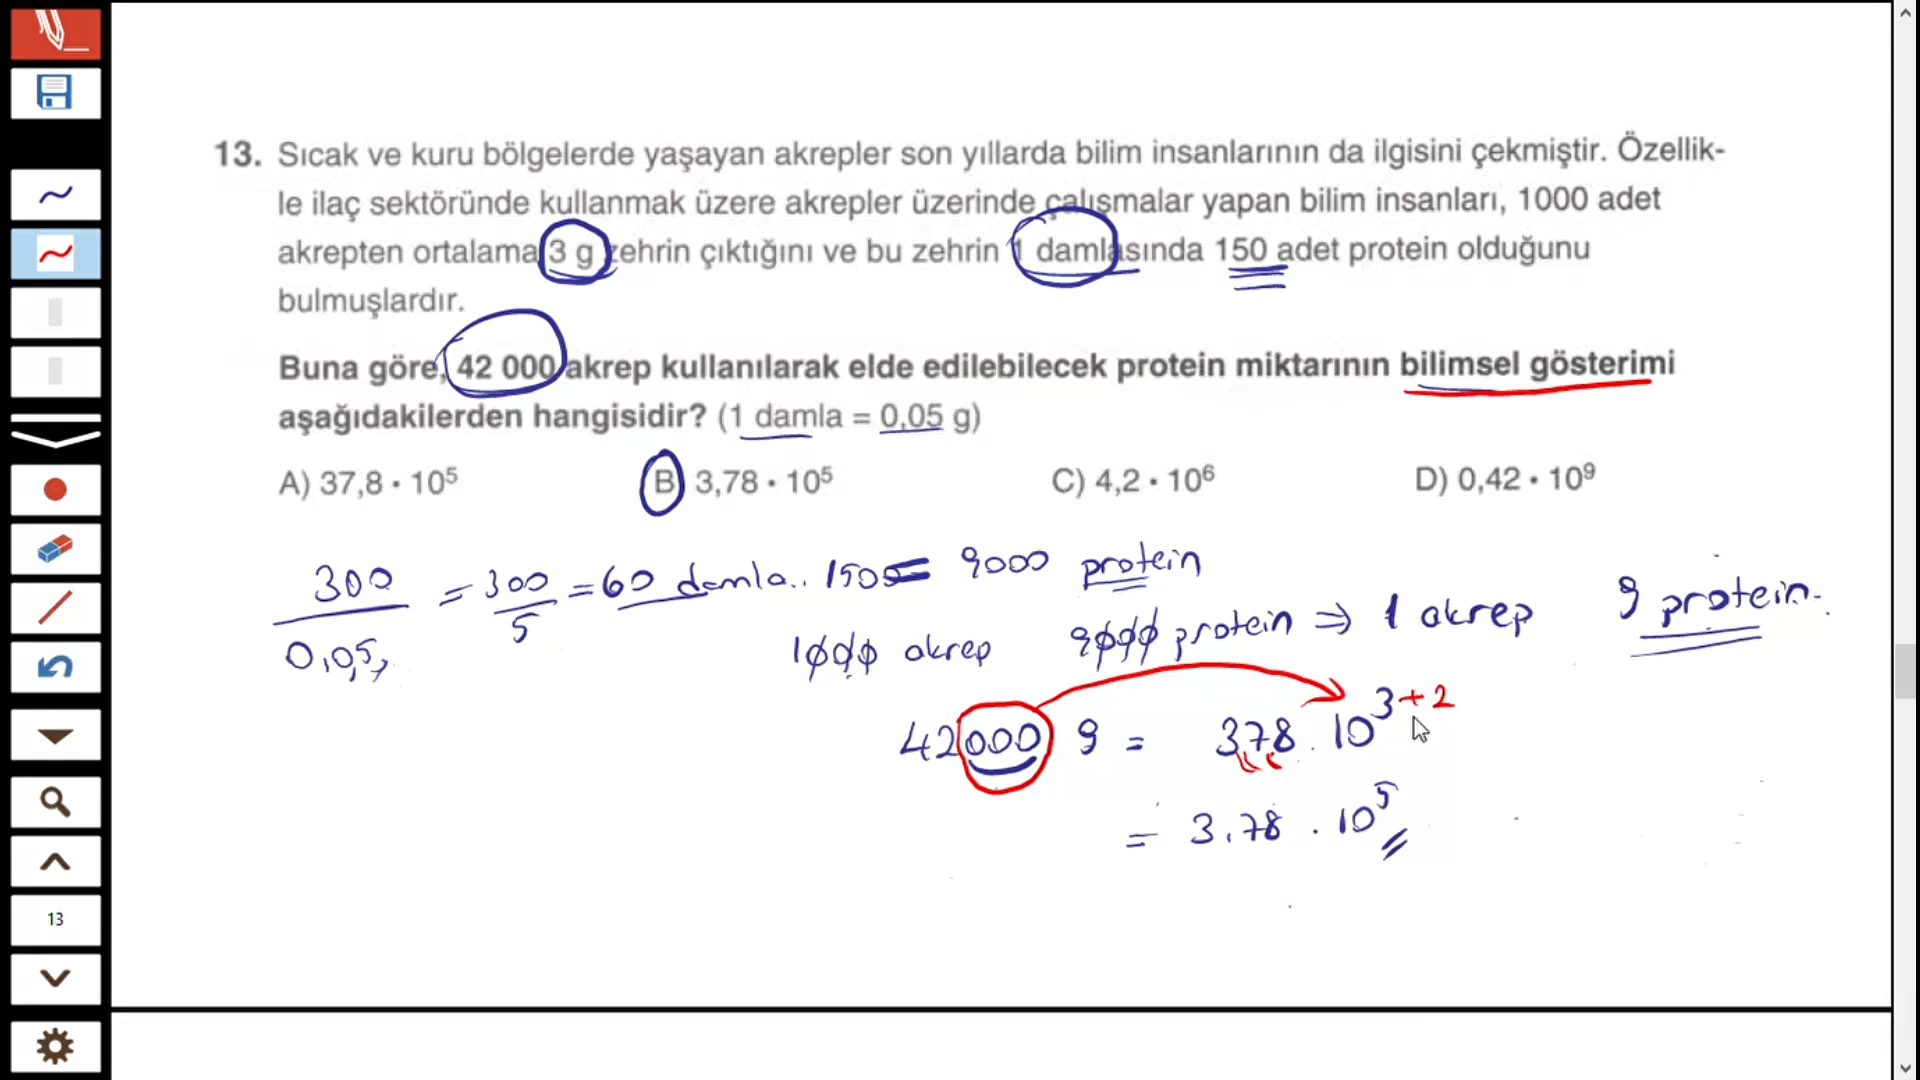 13. Sıcak ve kuru bölgelerde yaşayan akrepler son yıllarda bilim insanlarının da ilgisini çekmiştir. Özellik-
le ilaç sektöründe kullanmak üzere akrepler üzerinde çalışmalar yapan bilim insanları, 1000 adet
akrepten ortalama 3 g zehrin çıktığını ve bu zehrin 1 damlasında 150 adet protein olduğunu
bulmuşlardır.
Buna göre, 42 000 akrep kullanılarak elde edilebilecek protein miktarının bilimsel gösterimi
aşağıdakilerden hangisidir? (1 damla = 0,05 g)
A) 37,8 • 10⁵ B) 3,78 • 10⁵ C) 4,2 • 10⁶ D) 0,42 • 10⁹
300 / 0,05, = 300 / 5 = 60 damla.. 150 = 9000 protein
1000 akrep 9000 protein ⇒ 1 akrep 9 protein.
42000 9 = 378 . 10³⁺²
= 3,78 . 10⁵
13